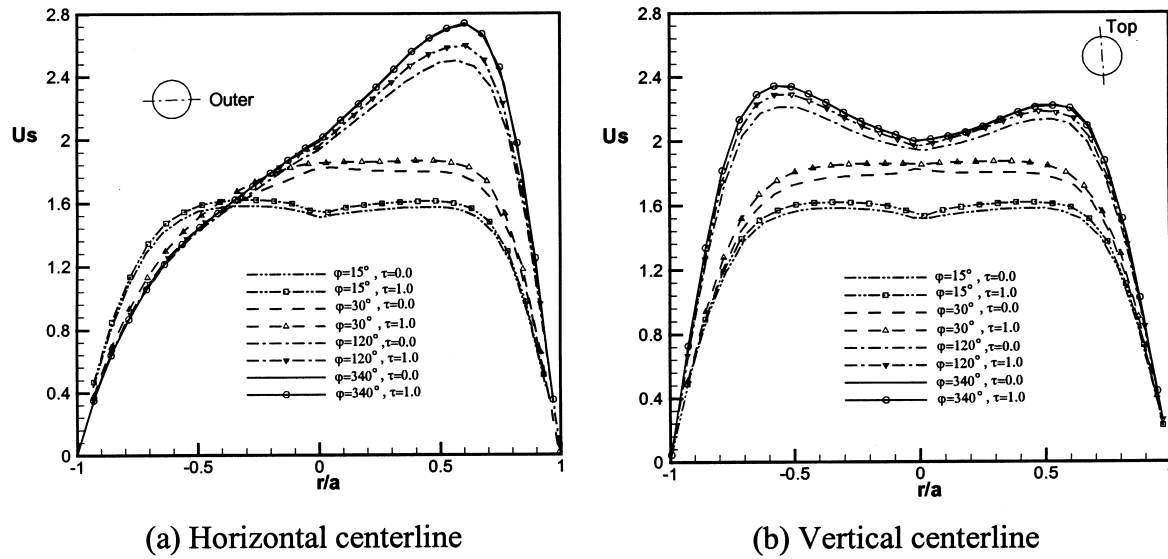 2.8
2.4
2
1.6
1.2
0.8
0.4
0
Us
Outer
φ=15°, τ=0.0
φ=15°, τ=1.0
φ=30°, τ=0.0
φ=30°, τ=1.0
φ=120°, τ=0.0
φ=120°, τ=1.0
φ=340°, τ=0.0
φ=340°, τ=1.0
-1 -0.5 0 0.5 1
r/a
(a) Horizontal centerline
2.8
2.4
2
1.6
1.2
0.8
0.4
0
Us
Top
φ=15°, τ=0.0
φ=15°, τ=1.0
φ=30°, τ=0.0
φ=30°, τ=1.0
φ=120°, τ=0.0
φ=120°, τ=1.0
φ=340°, τ=0.0
φ=340°, τ=1.0
-1 -0.5 0 0.5 1
r/a
(b) Vertical centerline